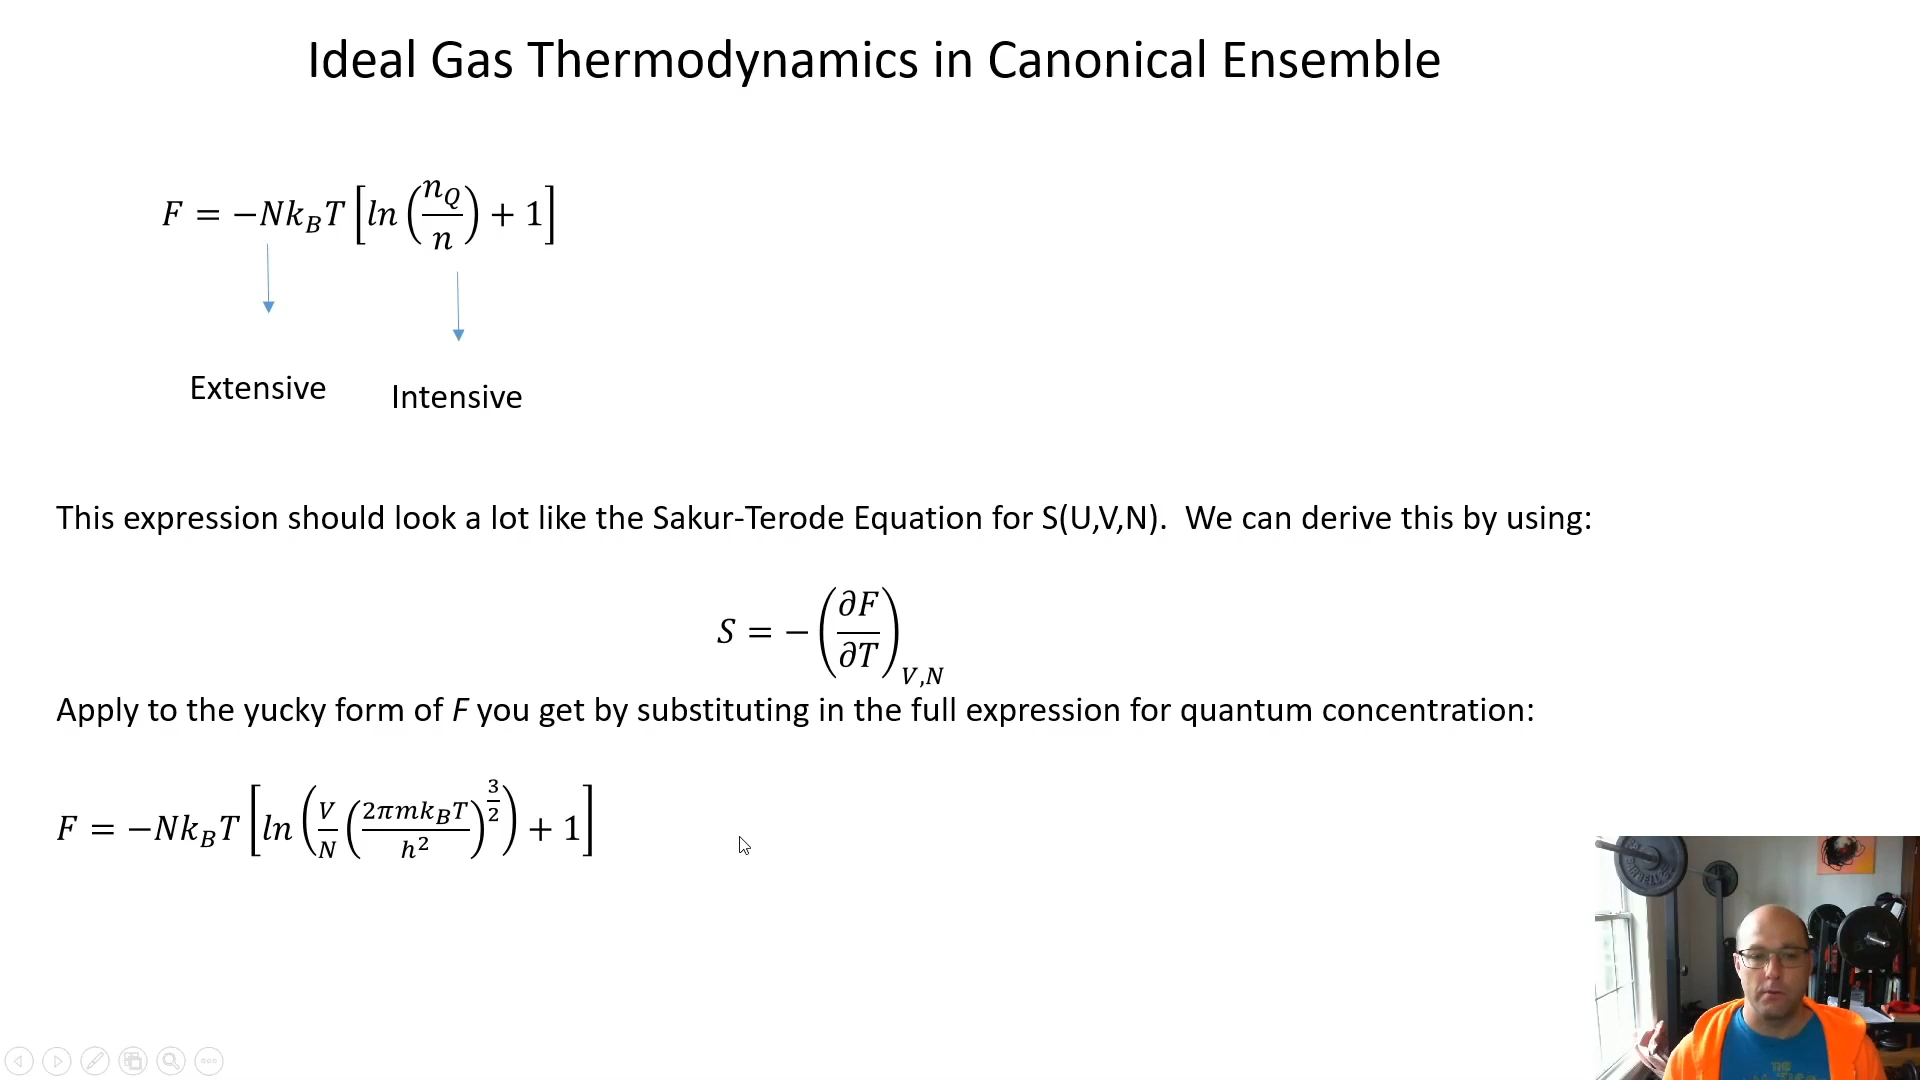 Ideal Gas Thermodynamics in Canonical Ensemble
F = −Nk_BT [ln (n_Q/n) + 1]
Extensive
Intensive
This expression should look a lot like the Sakur-Terode Equation for S(U,V,N).  We can derive this by using:
S = − (∂F/∂T)_V,N
Apply to the yucky form of F you get by substituting in the full expression for quantum concentration:
F = −Nk_BT [ln (V/N (2πmk_BT/h²)^3/2) + 1]